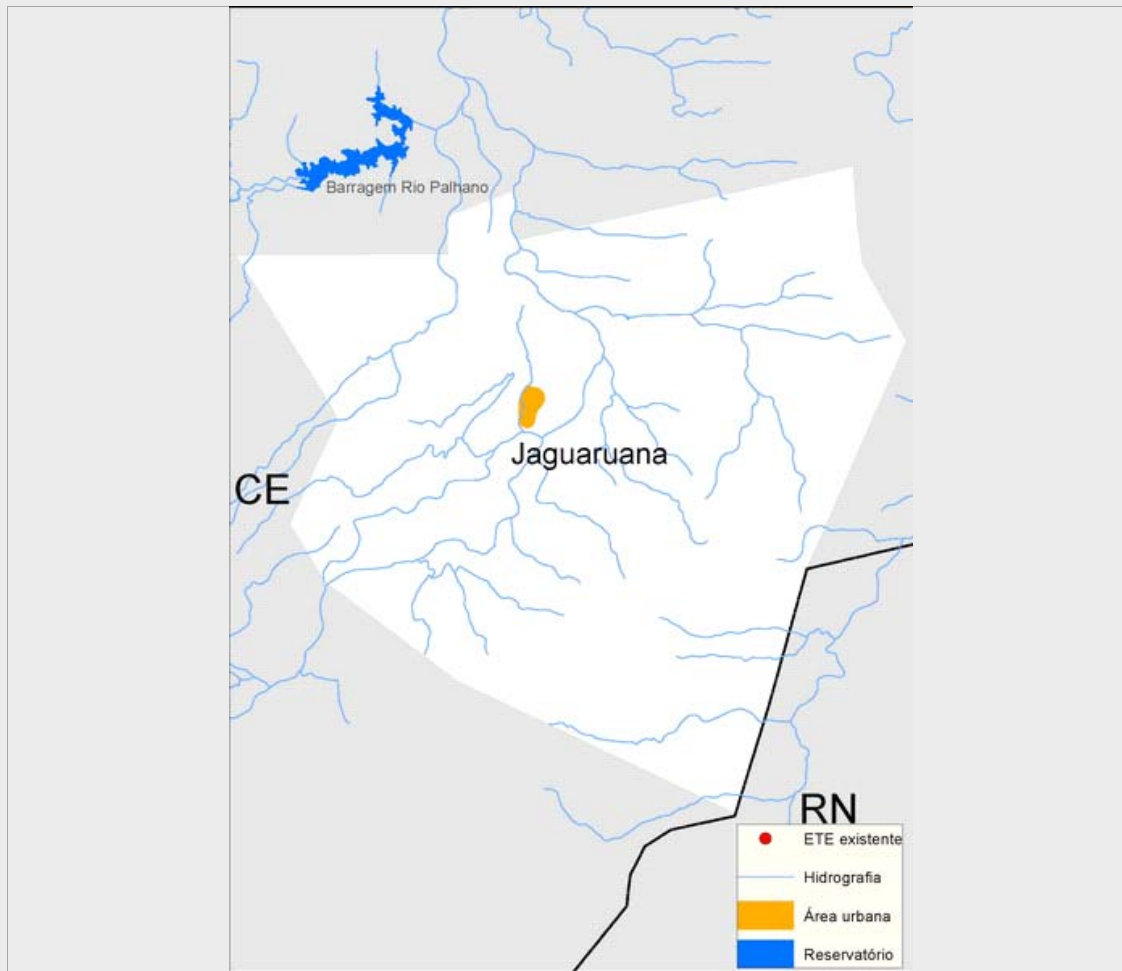 Barragem Rio Palhano
Jaguaruana
CE
RN
ETE existente
Hidrografia
Área urbana
Reservatório